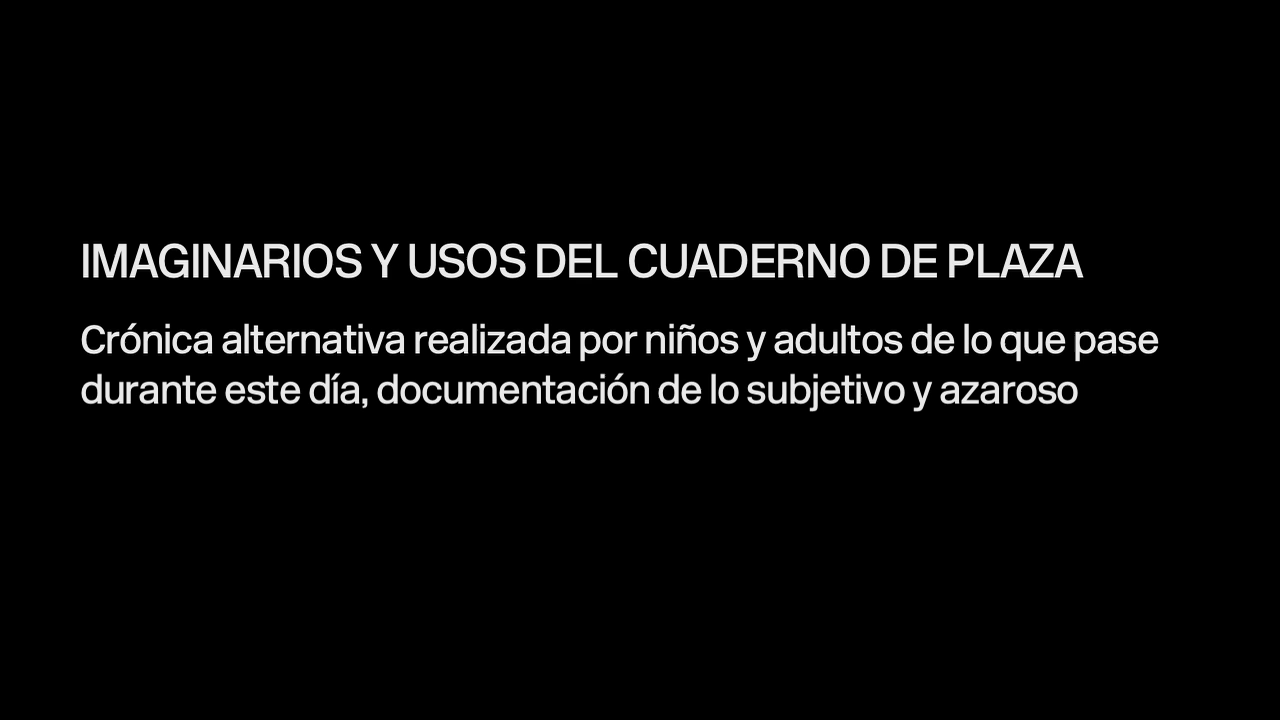 IMAGINARIOS Y USOS DEL CUADERNO DE PLAZA
Crónica alternativa realizada por niños y adultos de lo que pase
durante este día, documentación de lo subjetivo y azaroso